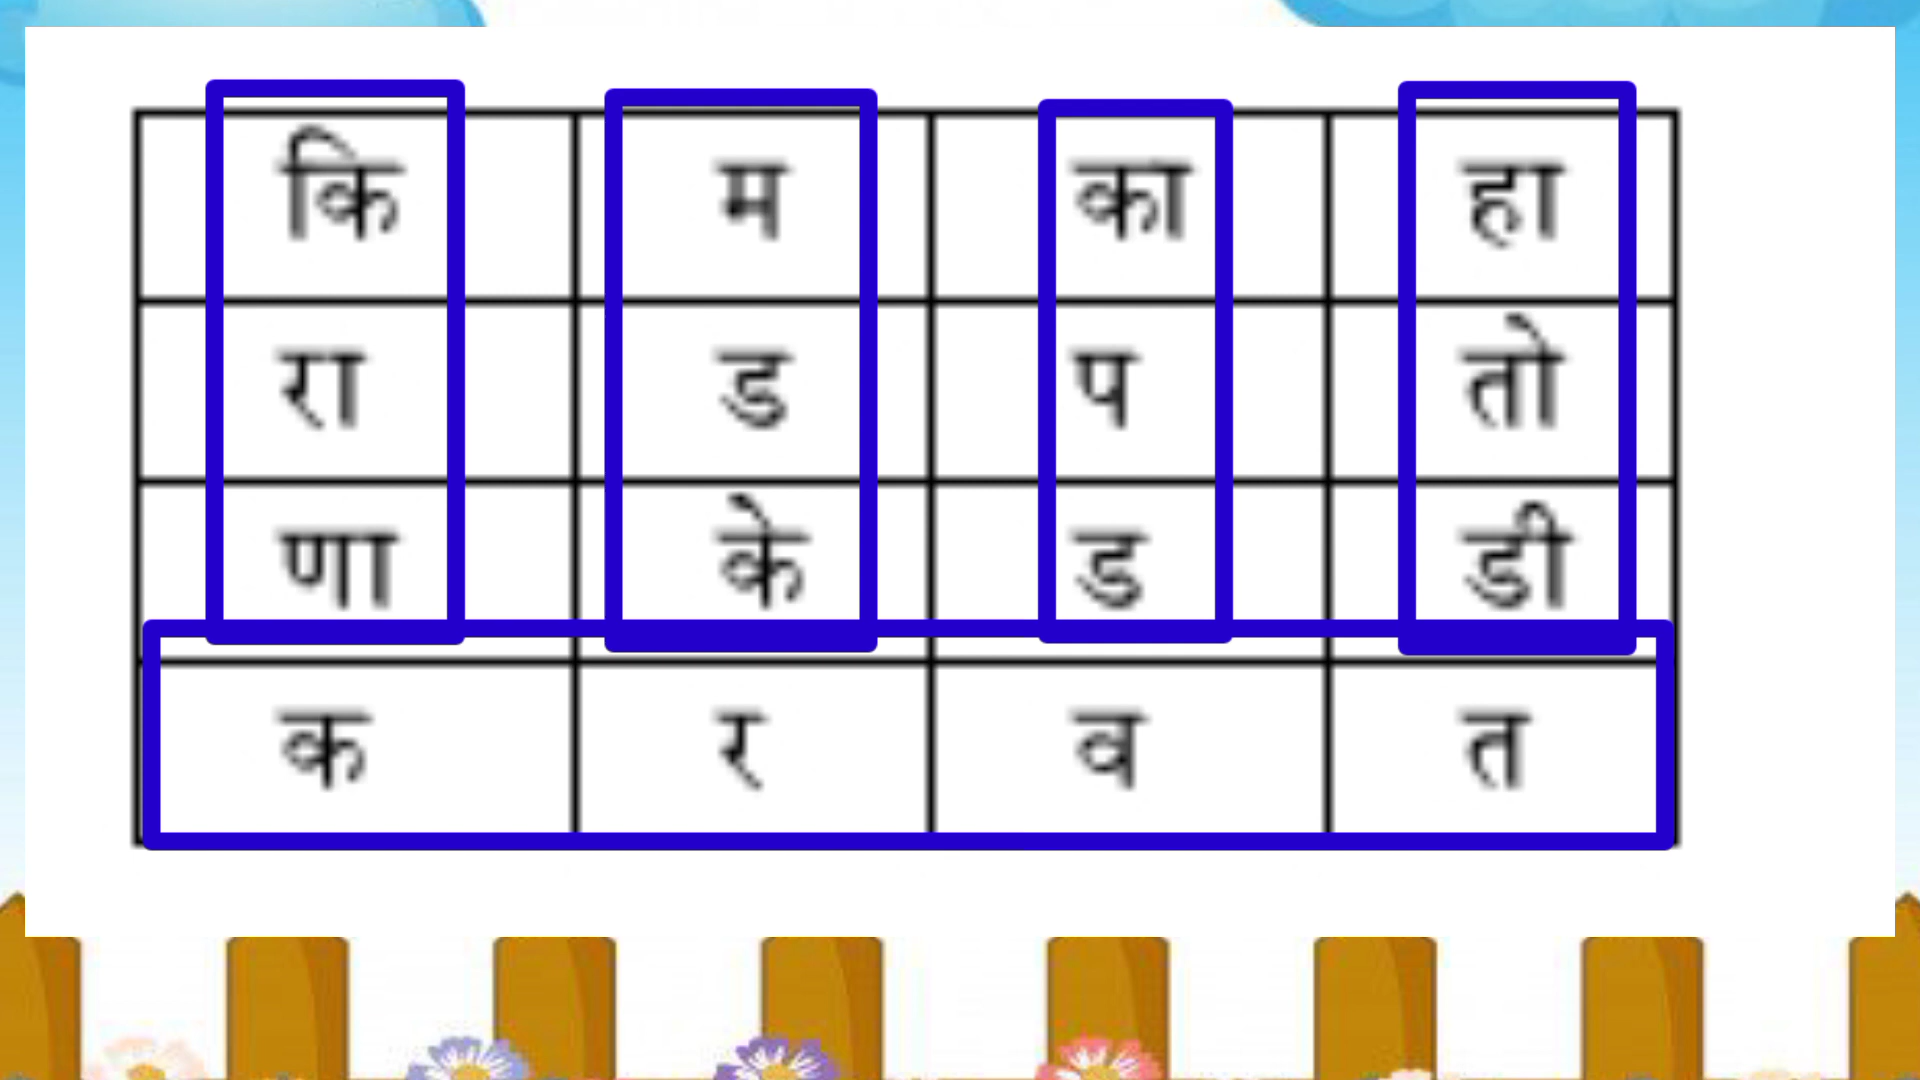 कि म का हा
रा ड प तो
णा के ड डी
क र व त